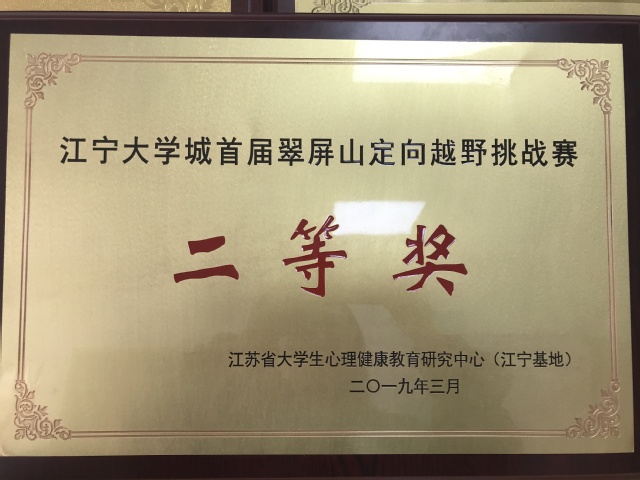 江宁大学城首届翠屏山定向越野挑战赛
二等奖
江苏省大学生心理健康教育研究中心（江宁基地）
二〇一九年三月